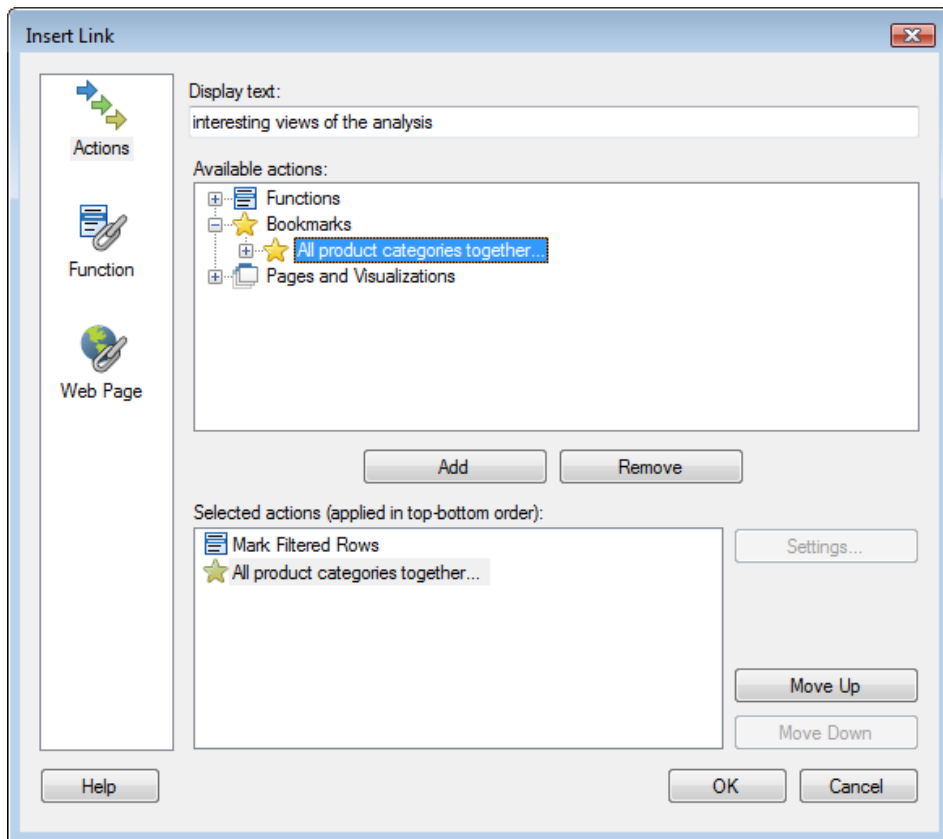 Insert Link
Actions
Function
Web Page
Display text:
interesting views of the analysis
Available actions:
Functions
Bookmarks
All product categories together...
Pages and Visualizations
Add
Remove
Selected actions (applied in top-bottom order):
Mark Filtered Rows
All product categories together...
Settings...
Move Up
Move Down
Help
OK
Cancel